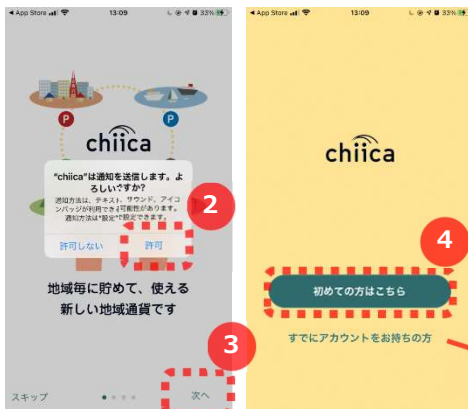 App Store
13:09
33%
P
P
chiica
"chiica"は通知を送信します。よ
ろしいですか?
通知方法は、テキスト、サウンド、アイコ
ンバッジが利用できる可能性があります。
通知方法は"設定"で設定できます。
許可しない
許可
2
地域毎に貯めて、使える
新しい地域通貨です
3
スキップ
次へ
App Store
13:09
33%
chiica
4
初めての方はこちら
すでにアカウントをお持ちの方